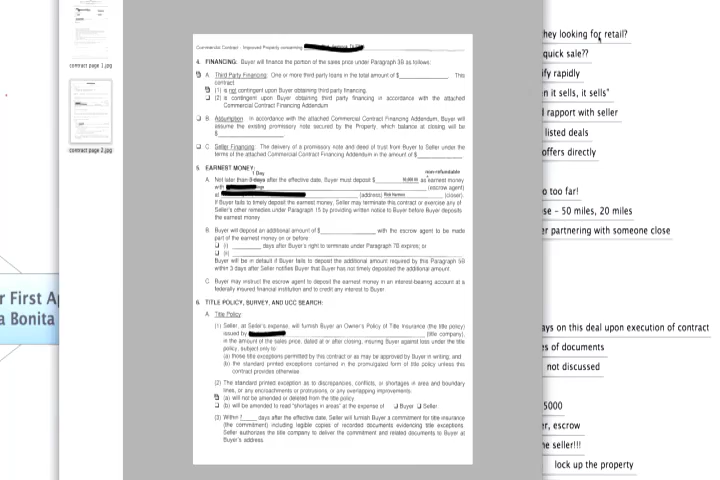 contract page 1.jpg
contract page 2.jpg
r First A
a Bonita
Commercial Contract - Improved Property concerning
4. FINANCING: Buyer will finance the portion of the sales price under Paragraph 3B as follows:
A. Third Party Financing: One or more third party loans in the total amount of $ This
contract:
(1) is not contingent upon Buyer obtaining third party financing.
(2) is contingent upon Buyer obtaining third party financing in accordance with the attached
Commercial Contract Financing Addendum
B. Assumption: In accordance with the attached Commercial Contract Financing Addendum, Buyer will
assume the existing promissory note secured by the Property, which balance at closing will be
$
C. Seller Financing: The delivery of a promissory note and deed of trust from Buyer to Seller under the
terms of the attached Commercial Contract Financing Addendum in the amount of $
5. EARNEST MONEY:
1 Day
non-refundable
A. Not later than 3 days after the effective date, Buyer must deposit $ as earnest money
with (escrow agent)
at (address) (closer).
If Buyer fails to timely deposit the earnest money, Seller may terminate this contract or exercise any of
Seller's other remedies under Paragraph 15 by providing written notice to Buyer before Buyer deposits
the earnest money
B. Buyer will deposit an additional amount of $ with the escrow agent to be made
part of the earnest money on or before:
(i) days after Buyer's right to terminate under Paragraph 7B expires; or
(ii)
Buyer will be in default if Buyer fails to deposit the additional amount required by this Paragraph 5B
within 3 days after Seller notifies Buyer that Buyer has not timely deposited the additional amount.
C. Buyer may instruct the escrow agent to deposit the earnest money in an interest-bearing account at a
federally insured financial institution and to credit any interest to Buyer.
6. TITLE POLICY, SURVEY, AND UCC SEARCH:
A. Title Policy:
(1) Seller, at Seller's expense, will furnish Buyer an Owner's Policy of Title Insurance (the title policy)
issued by (title company),
in the amount of the sales price, dated at or after closing, insuring Buyer against loss under the title
policy, subject only to:
(a) those title exceptions permitted by this contract or as may be approved by Buyer in writing; and
(b) the standard printed exceptions contained in the promulgated form of title policy unless this
contract provides otherwise.
(2) The standard printed exception as to discrepancies, conflicts, or shortages in area and boundary
lines, or any encroachments or protrusions, or any overlapping improvements:
(a) will not be amended or deleted from the title policy.
(b) will be amended to read "shortages in areas" at the expense of Buyer Seller.
(3) Within days after the effective date, Seller will furnish Buyer a commitment for title insurance
(the commitment) including legible copies of recorded documents evidencing title exceptions.
Seller authorizes the title company to deliver the commitment and related documents to Buyer at
Buyer's address.
hey looking for retail?
quick sale??
ify rapidly
n it sells, it sells"
l rapport with seller
listed deals
offers directly
o too far!
se - 50 miles, 20 miles
er partnering with someone close
ays on this deal upon execution of contract
es of documents
not discussed
5000
er, escrow
he seller!!!
lock up the property